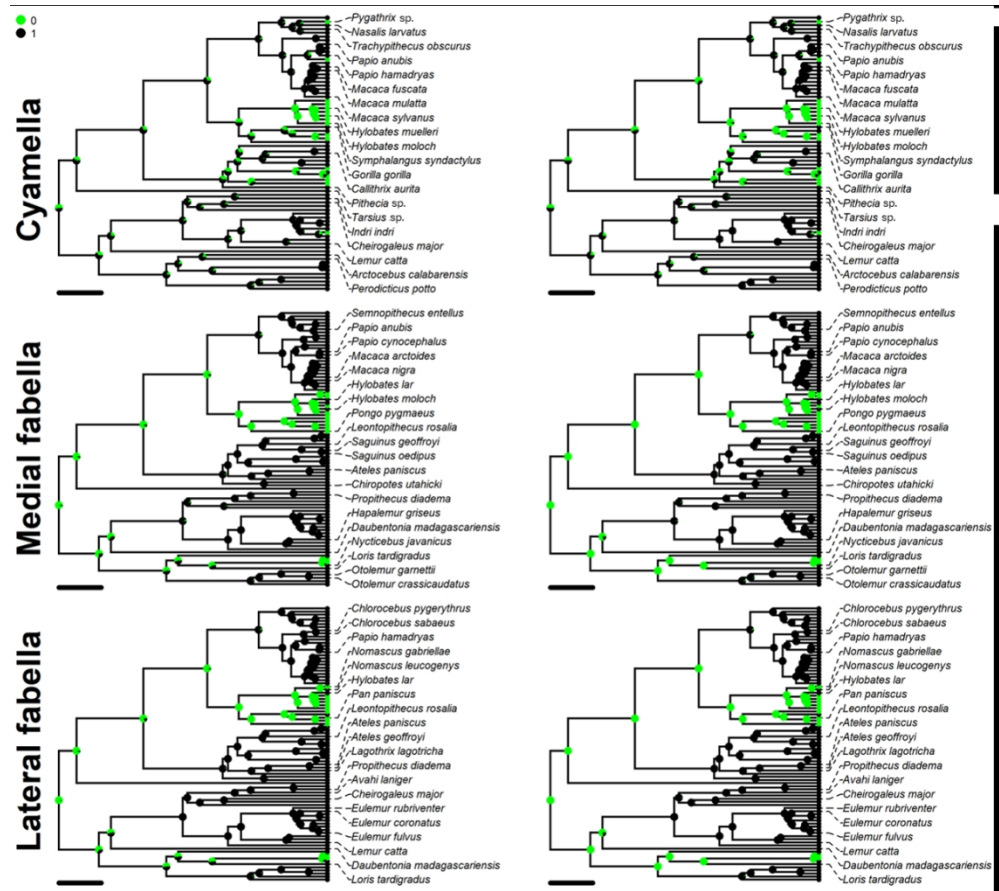 0
1
Cyamella
Pygathrix sp.
Nasalis larvatus
Trachypithecus obscurus
Papio anubis
Papio hamadryas
Macaca fuscata
Macaca mulatta
Macaca sylvanus
Hylobates muelleri
Hylobates moloch
Symphalangus syndactylus
Gorilla gorilla
Callithrix aurita
Pithecia sp.
Tarsius sp.
Indri indri
Cheirogaleus major
Lemur catta
Arctocebus calabarensis
Perodicticus potto
Pygathrix sp.
Nasalis larvatus
Trachypithecus obscurus
Papio anubis
Papio hamadryas
Macaca fuscata
Macaca mulatta
Macaca sylvanus
Hylobates muelleri
Hylobates moloch
Symphalangus syndactylus
Gorilla gorilla
Callithrix aurita
Pithecia sp.
Tarsius sp.
Indri indri
Cheirogaleus major
Lemur catta
Arctocebus calabarensis
Perodicticus potto
Medial fabella
Semnopithecus entellus
Papio anubis
Papio cynocephalus
Macaca arctoides
Macaca nigra
Hylobates lar
Hylobates moloch
Pongo pygmaeus
Leontopithecus rosalia
Saguinus geoffroyi
Saguinus oedipus
Ateles paniscus
Chiropotes utahicki
Propithecus diadema
Hapalemur griseus
Daubentonia madagascariensis
Nycticebus javanicus
Loris tardigradus
Otolemur garnettii
Otolemur crassicaudatus
Semnopithecus entellus
Papio anubis
Papio cynocephalus
Macaca arctoides
Macaca nigra
Hylobates lar
Hylobates moloch
Pongo pygmaeus
Leontopithecus rosalia
Saguinus geoffroyi
Saguinus oedipus
Ateles paniscus
Chiropotes utahicki
Propithecus diadema
Hapalemur griseus
Daubentonia madagascariensis
Nycticebus javanicus
Loris tardigradus
Otolemur garnettii
Otolemur crassicaudatus
Lateral fabella
Chlorocebus pygerythrus
Chlorocebus sabaeus
Papio hamadryas
Nomascus gabriellae
Nomascus leucogenys
Hylobates lar
Pan paniscus
Leontopithecus rosalia
Ateles paniscus
Ateles geoffroyi
Lagothrix lagotricha
Propithecus diadema
Avahi laniger
Cheirogaleus major
Eulemur rubriventer
Eulemur coronatus
Eulemur fulvus
Lemur catta
Daubentonia madagascariensis
Loris tardigradus
Chlorocebus pygerythrus
Chlorocebus sabaeus
Papio hamadryas
Nomascus gabriellae
Nomascus leucogenys
Hylobates lar
Pan paniscus
Leontopithecus rosalia
Ateles paniscus
Ateles geoffroyi
Lagothrix lagotricha
Propithecus diadema
Avahi laniger
Cheirogaleus major
Eulemur rubriventer
Eulemur coronatus
Eulemur fulvus
Lemur catta
Daubentonia madagascariensis
Loris tardigradus